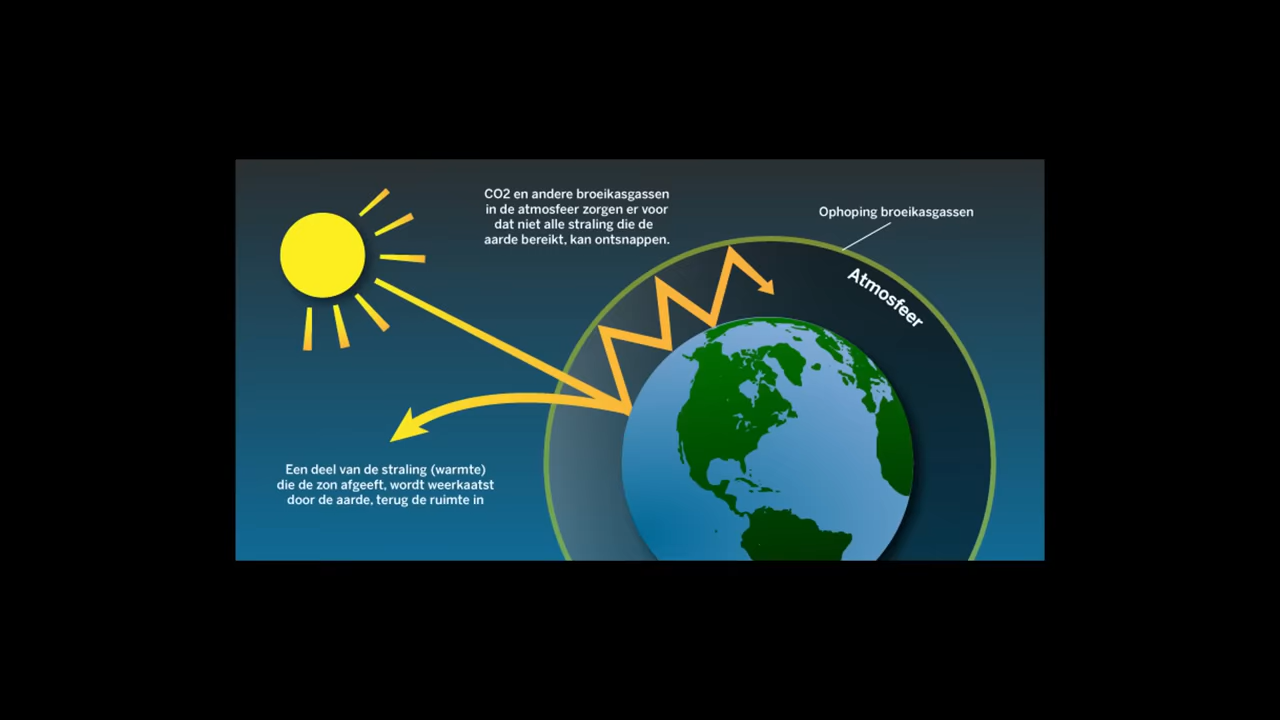 CO2 en andere broeikasgassen
in de atmosfeer zorgen er voor
dat niet alle straling die de
aarde bereikt, kan ontsnappen.
Ophoping broeikasgassen
Atmosfeer
Een deel van de straling (warmte)
die de zon afgeeft, wordt weerkaatst
door de aarde, terug de ruimte in